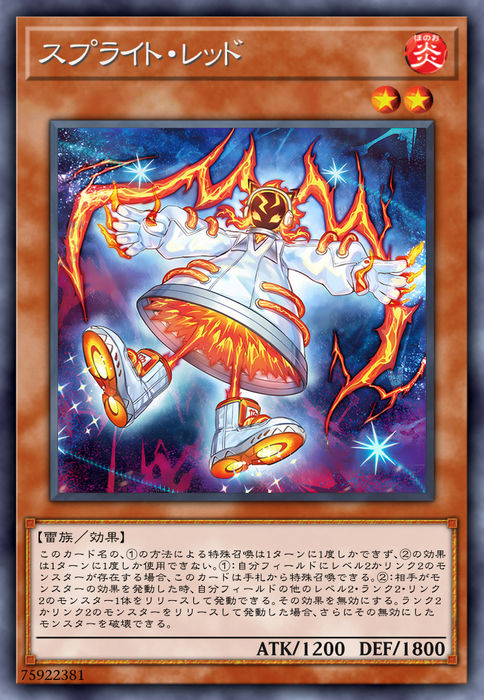 スプライト・レッド
ほのお
炎
【雷族／効果】
このカード名の、①の方法による特殊召喚は1ターンに1度しかできず、②の効果
は1ターンに1度しか使用できない。①：自分フィールドにレベル2かリンク2のモ
ンスターが存在する場合、このカードは手札から特殊召喚できる。②：相手がモ
ンスターの効果を発動した時、自分フィールドの他のレベル2・ランク2・リンク
2のモンスター1体をリリースして発動できる。その効果を無効にする。ランク2
かリンク2のモンスターをリリースして発動した場合、さらにその無効にした
モンスターを破壊できる。
ATK/1200 DEF/1800
75922381